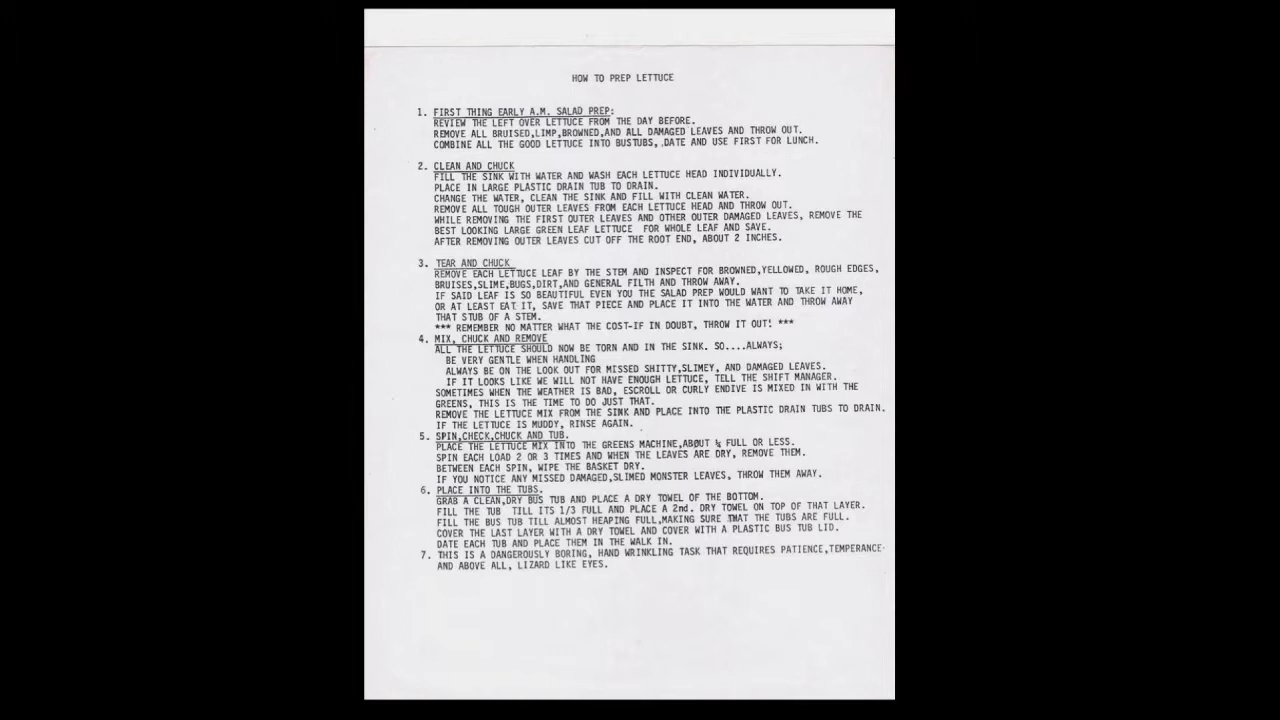 HOW TO PREP LETTUCE
1. FIRST THING EARLY A.M. SALAD PREP:
REVIEW THE LEFT OVER LETTUCE FROM THE DAY BEFORE.
REMOVE ALL BRUISED,LIMP,BROWNED,AND ALL DAMAGED LEAVES AND THROW OUT.
COMBINE ALL THE GOOD LETTUCE INTO BUSTUBS, DATE AND USE FIRST FOR LUNCH.
2. CLEAN AND CHUCK
FILL THE SINK WITH WATER AND WASH EACH LETTUCE HEAD INDIVIDUALLY.
PLACE IN LARGE PLASTIC DRAIN TUB TO DRAIN.
CHANGE THE WATER, CLEAN THE SINK AND FILL WITH CLEAN WATER.
REMOVE ALL TOUGH OUTER LEAVES FROM EACH LETTUCE HEAD AND THROW OUT.
WHILE REMOVING THE FIRST OUTER LEAVES AND OTHER OUTER DAMAGED LEAVES, REMOVE THE
BEST LOOKING LARGE GREEN LEAF LETTUCE FOR WHOLE LEAF AND SAVE.
AFTER REMOVING OUTER LEAVES CUT OFF THE ROOT END, ABOUT 2 INCHES.
3. TEAR AND CHUCK
REMOVE EACH LETTUCE LEAF BY THE STEM AND INSPECT FOR BROWNED,YELLOWED, ROUGH EDGES,
BRUISES,SLIME,BUGS,DIRT,AND GENERAL FILTH AND THROW AWAY.
IF SAID LEAF IS SO BEAUTIFUL EVEN YOU THE SALAD PREP WOULD WANT TO TAKE IT HOME,
OR AT LEAST EAT IT, SAVE THAT PIECE AND PLACE IT INTO THE WATER AND THROW AWAY
THAT STUB OF A STEM.
*** REMEMBER NO MATTER WHAT THE COST-IF IN DOUBT, THROW IT OUT! ***
4. MIX, CHUCK AND REMOVE
ALL THE LETTUCE SHOULD NOW BE TORN AND IN THE SINK. SO....ALWAYS;
BE VERY GENTLE WHEN HANDLING
ALWAYS BE ON THE LOOK OUT FOR MISSED SHITTY,SLIMEY, AND DAMAGED LEAVES.
IF IT LOOKS LIKE WE WILL NOT HAVE ENOUGH LETTUCE, TELL THE SHIFT MANAGER.
SOMETIMES WHEN THE WEATHER IS BAD, ESCROLL OR CURLY ENDIVE IS MIXED IN WITH THE
GREENS, THIS IS THE TIME TO DO JUST THAT.
REMOVE THE LETTUCE MIX FROM THE SINK AND PLACE INTO THE PLASTIC DRAIN TUBS TO DRAIN.
IF THE LETTUCE IS MUDDY, RINSE AGAIN.
5. SPIN,CHECK,CHUCK AND TUB.
PLACE THE LETTUCE MIX INTO THE GREENS MACHINE,ABOUT FULL OR LESS.
SPIN EACH LOAD 2 OR 3 TIMES AND WHEN THE LEAVES ARE DRY, REMOVE THEM.
BETWEEN EACH SPIN, WIPE THE BASKET DRY.
IF YOU NOTICE ANY MISSED DAMAGED,SLIMED MONSTER LEAVES, THROW THEM AWAY.
6. PLACE INTO THE TUBS.
GRAB A CLEAN,DRY BUS TUB AND PLACE A DRY TOWEL OF THE BOTTOM.
FILL THE TUB TILL ITS 1/3 FULL AND PLACE A 2nd. DRY TOWEL ON TOP OF THAT LAYER.
FILL THE BUS TUB TILL ALMOST HEAPING FULL,MAKING SURE THAT THE TUBS ARE FULL.
COVER THE LAST LAYER WITH A DRY TOWEL AND COVER WITH A PLASTIC BUS TUB LID.
DATE EACH TUB AND PLACE THEM IN THE WALK IN.
7. THIS IS A DANGEROUSLY BORING, HAND WRINKLING TASK THAT REQUIRES PATIENCE,TEMPERANCE
AND ABOVE ALL, LIZARD LIKE EYES.